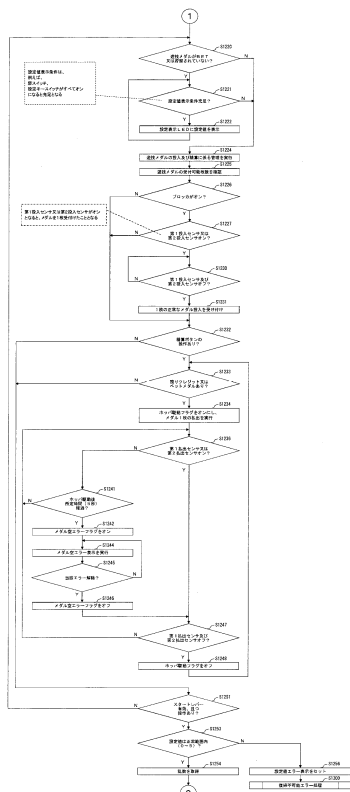 1
S1220
遊技メダルがBET
又は貯留されていない?
Y
N
設定値表示条件は、
例えば、
扉スイッチ、
設定キースイッチがすべてオン
になると充足となる
S1221
設定値表示条件充足?
Y
N
S1223
設定表示LEDに設定値を表示
S1224
遊技メダルの投入及び精算に係る管理を実行
S1225
遊技メダルの受付可能枚数を確認
S1226
ブロッカがオン?
Y
N
第1投入センサ又は第2投入センサがオン
となると、メダルを1枚受付けたこととなる
S1227
第1投入センサ又は
第2投入センサオン?
Y
N
S1230
第1投入センサ及び
第2投入センサオフ?
Y
N
S1231
1枚の正常なメダル投入を受け付け
S1232
精算ボタンの
操作あり?
Y
N
S1233
残りクレジット又は
ベットメダルあり?
Y
N
S1234
ホッパ駆動フラグをオンにし、
メダル1枚の払出を実行
S1235
第1払出センサ又は
第2払出センサオン?
Y
N
S1241
ホッパ駆動後
所定時間(5秒)
経過?
Y
N
S1242
メダル空エラーフラグをオン
S1244
メダル空エラー表示を実行
S1245
当該エラー解除?
Y
N
S1246
メダル空エラーフラグをオフ
S1247
第1払出センサ及び
第2払出センサオフ?
Y
N
S1248
ホッパ駆動フラグをオフ
S1251
スタートレバー
有効、且つ
操作あり?
Y
N
S1253
設定値は正常範囲内
(0~5)?
Y
N
S1254
乱数を取得
S1256
設定値エラー表示をセット
S1300
復帰不可能エラー処理
2